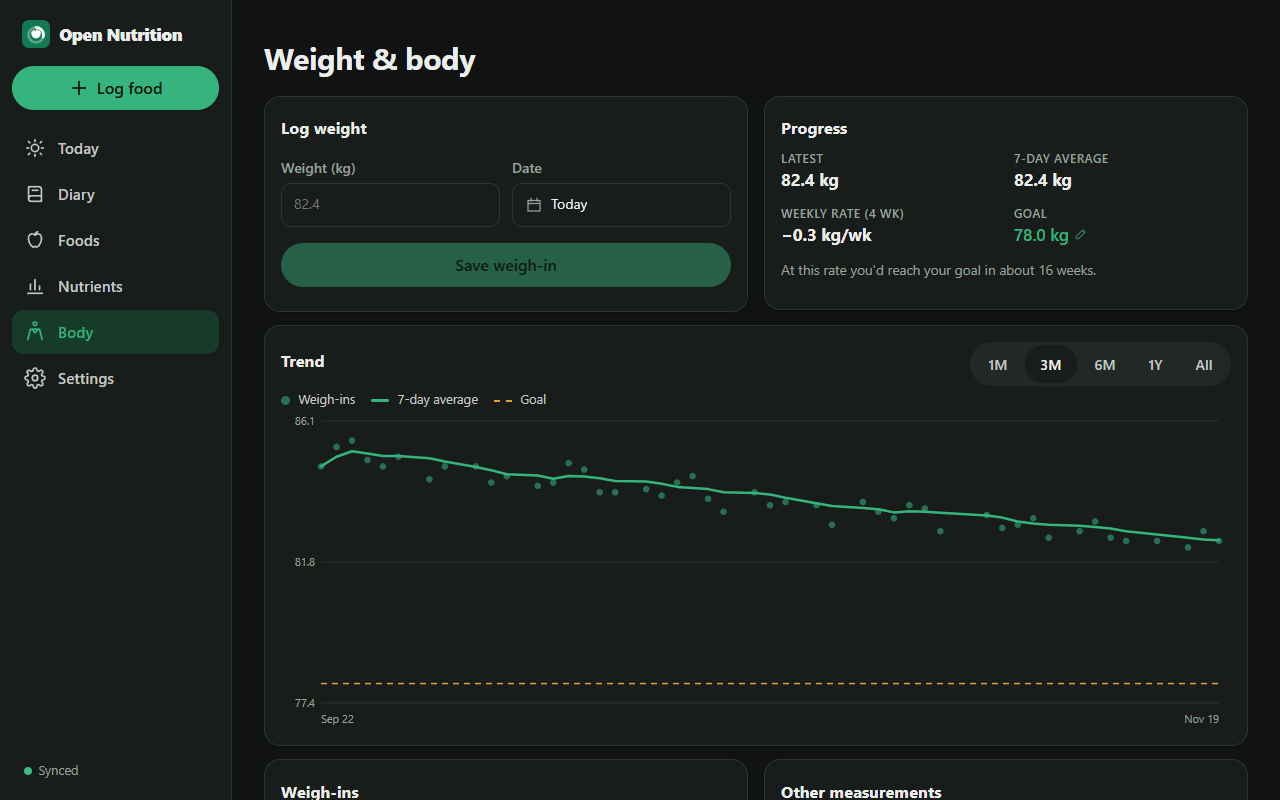 Open Nutrition
Log food
Today
Diary
Foods
Nutrients
Body
Settings
Synced
Weight & body
Log weight
Weight (kg)
Date
82.4
Today
Save weigh-in
Progress
LATEST
7-DAY AVERAGE
82.4 kg
82.4 kg
WEEKLY RATE (4 WK)
GOAL
−0.3 kg/wk
78.0 kg
At this rate you'd reach your goal in about 16 weeks.
Trend
1M
3M
6M
1Y
All
Weigh-ins
7-day average
Goal
86.1
81.8
77.4
Sep 22
Nov 19
Weigh-ins
Other measurements